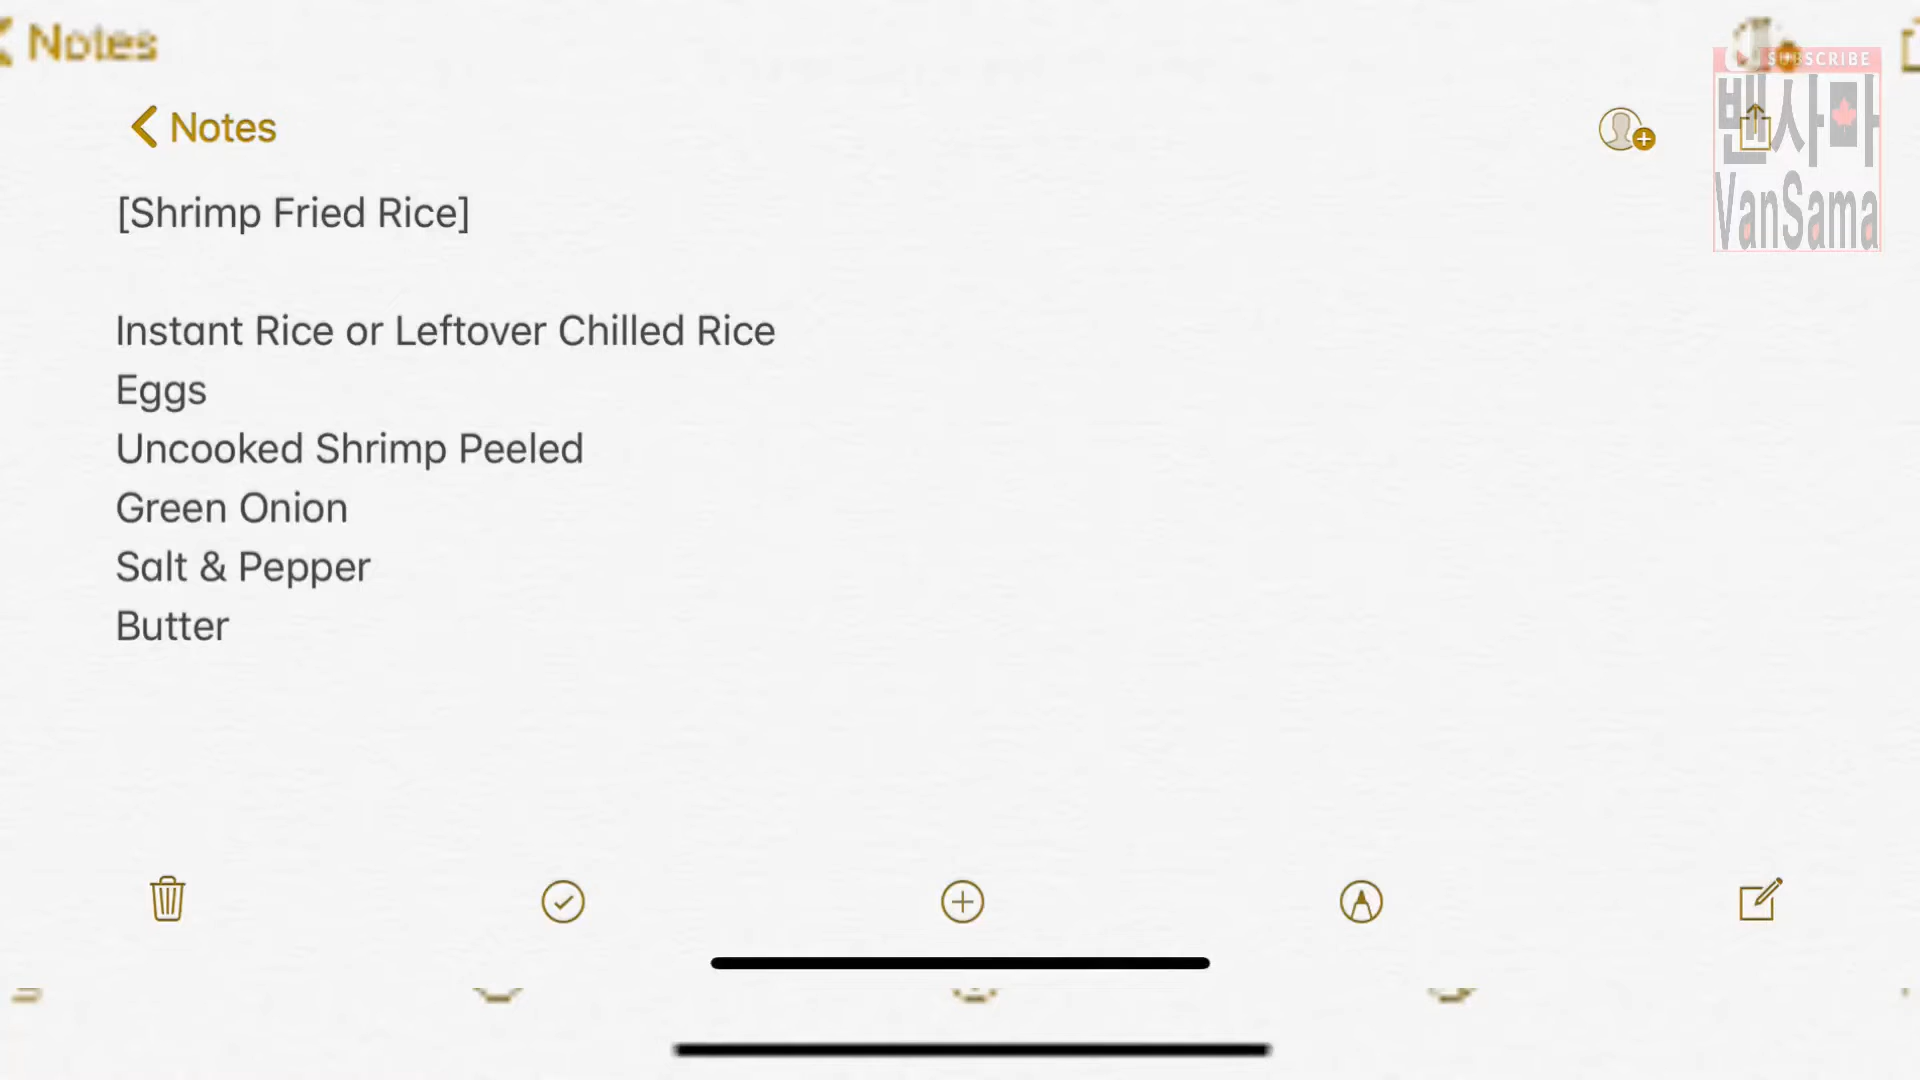 Notes
Notes
SUBSCRIBE
밴사마
VanSama
[Shrimp Fried Rice]
Instant Rice or Leftover Chilled Rice
Eggs
Uncooked Shrimp Peeled
Green Onion
Salt & Pepper
Butter